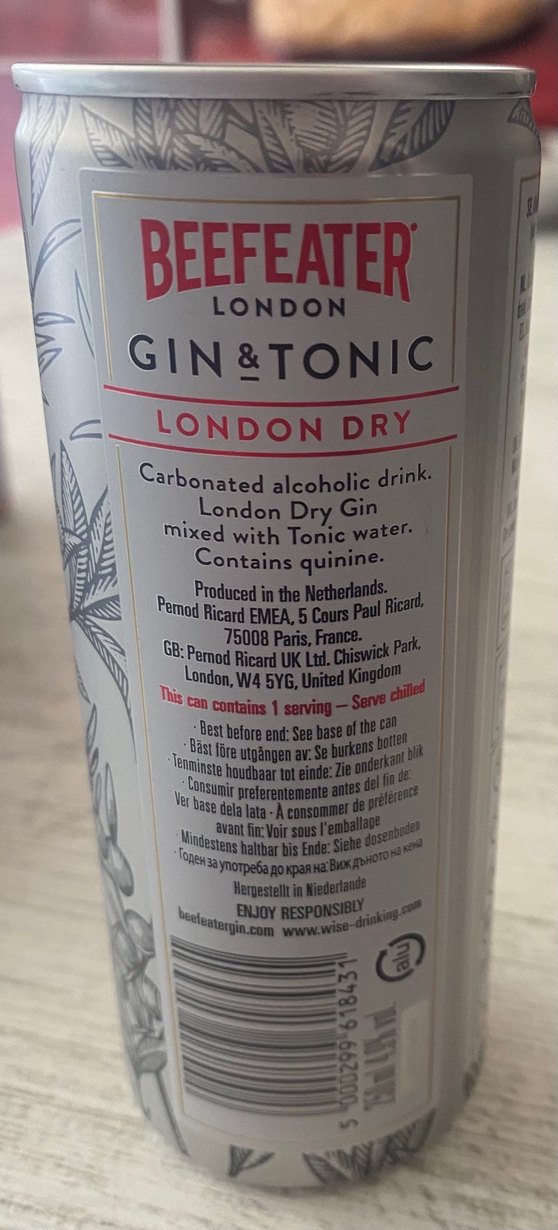 BEEFEATER
LONDON
GIN & TONIC
LONDON DRY
Carbonated alcoholic drink.
London Dry Gin
mixed with Tonic water.
Contains quinine.
Produced in the Netherlands.
Pernod Ricard EMEA, 5 Cours Paul Ricard,
75008 Paris, France.
GB: Pernod Ricard UK Ltd. Chiswick Park,
London, W4 5YG, United Kingdom
This can contains 1 serving – Serve chilled
· Best before end: See base of the can
· Bäst före utgången av: Se burkens botten
· Tenminste houdbaar tot einde: Zie onderkant blik
· Consumir preferentemente antes del fin de:
Ver base dela lata · À consommer de préférence
avant fin: Voir sous l'emballage
· Mindestens haltbar bis Ende: Siehe dosenboden
· Годен за употреба до края на: Виж дъното на кена
Hergestellt in Niederlande
ENJOY RESPONSIBLY
beefeatergin.com www.wise-drinking.com
alu
5 000299 618431
250 ml 4,9% vol.